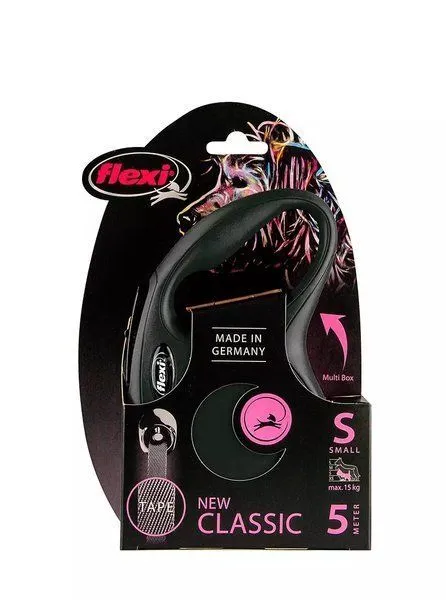 flexi
MADE IN
GERMANY
Multi Box
flexi
S
SMALL
max. 15 kg
TAPE
NEW
CLASSIC
5
METER